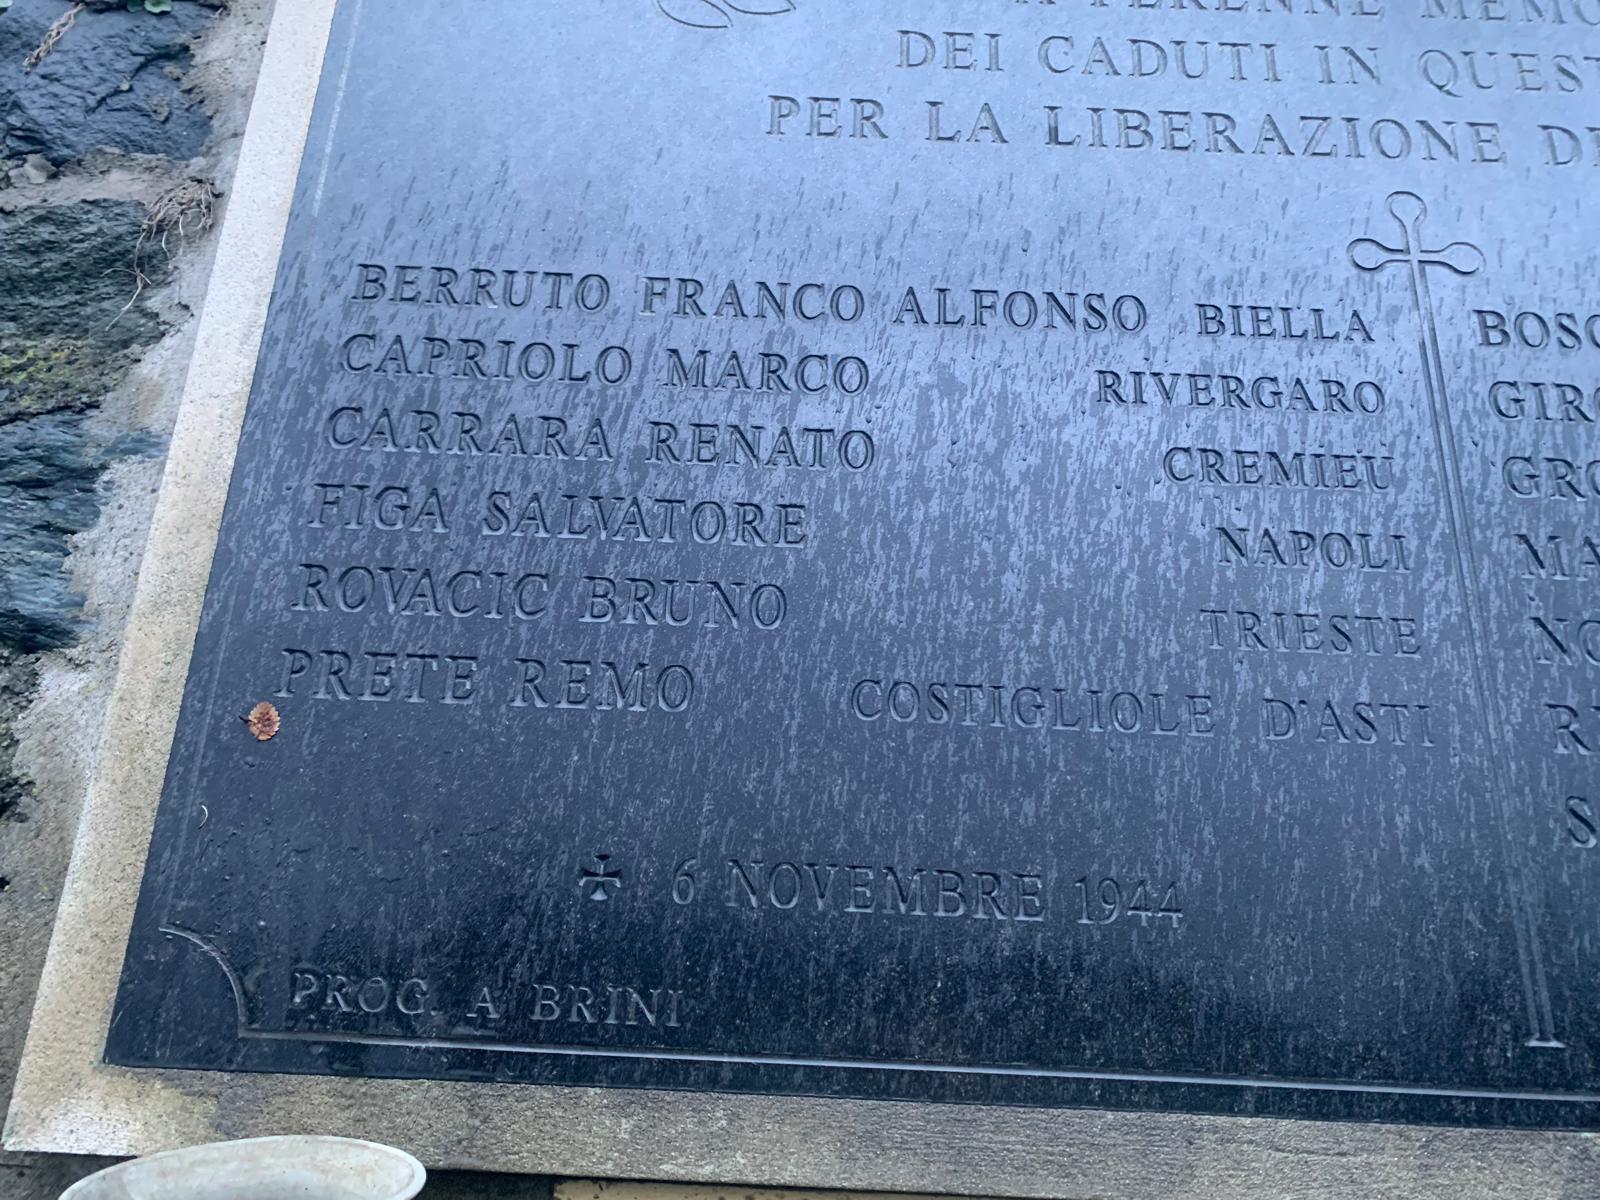 A PERENNE
DEI CADUTI IN
PER LA LIBERAZIONE
BERRUTO FRANCO ALFONSO BIELLA
CAPRIOLO MARCO RIVERGARO
CARRARA RENATO CREMIEU
FIGA SALVATORE NAPOLI
ROVACIC BRUNO TRIESTE
PRETE REMO COSTIGLIOLE D'ASTI
6 NOVEMBRE 1944
PROG. A BRINI